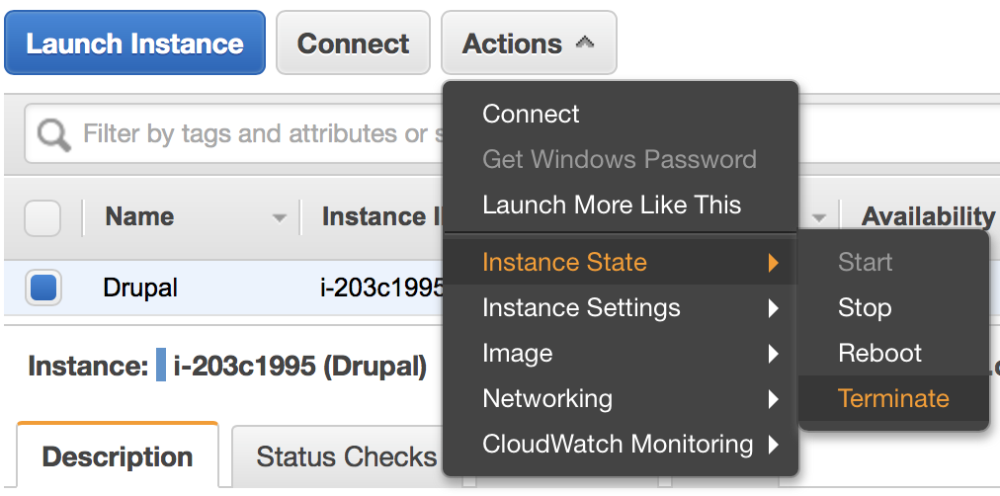 Launch Instance Connect Actions
Connect
Filter by tags and attributes or
Get Windows Password
Launch More Like This
Name Instance Availability
Instance State Start
Drupal i-203c1995
Instance Settings Stop
Image Reboot
Instance: i-203c1995 (Drupal)
Networking Terminate
CloudWatch Monitoring
Description Status Checks